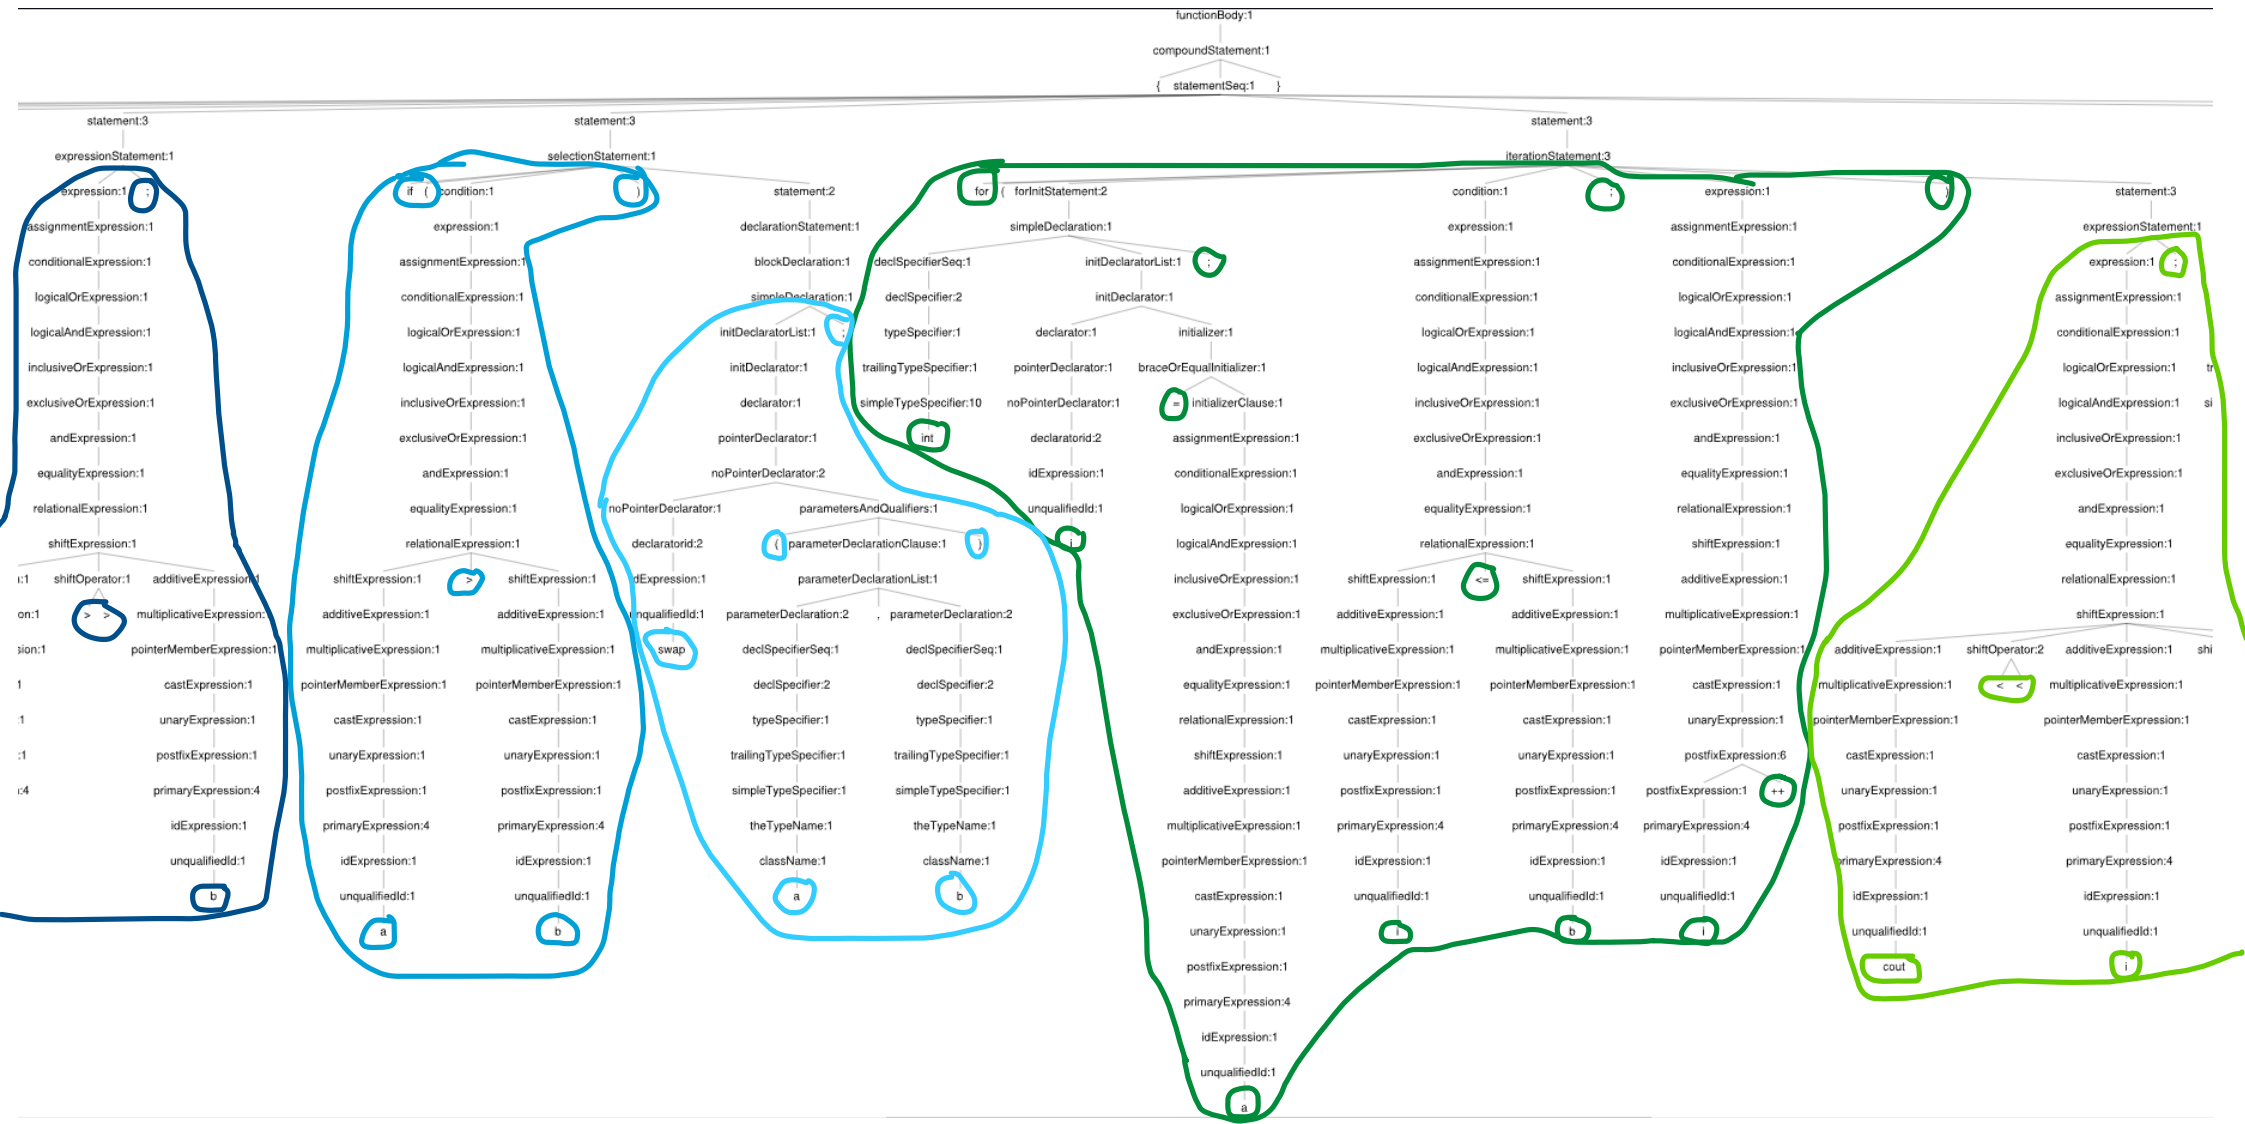 functionBody:1
compoundStatement:1
{ statementSeq:1 }
statement:3 statement:3 statement:3
expressionStatement:1 selectionStatement:1 iterationStatement:3
expression:1 ; if ( condition:1 ) statement:2 for ( forInitStatement:2 condition:1 ; expression:1 ) statement:3
assignmentExpression:1 expression:1 declarationStatement:1 simpleDeclaration:1 expression:1 assignmentExpression:1 expressionStatement:1
conditionalExpression:1 assignmentExpression:1 blockDeclaration:1 declSpecifierSeq:1 initDeclaratorList:1 ; assignmentExpression:1 conditionalExpression:1 expression:1 ;
logicalOrExpression:1 conditionalExpression:1 simpleDeclaration:1 declSpecifier:2 initDeclarator:1 conditionalExpression:1 logicalOrExpression:1 assignmentExpression:1
logicalAndExpression:1 logicalOrExpression:1 initDeclaratorList:1 ; typeSpecifier:1 declarator:1 initializer:1 logicalOrExpression:1 logicalAndExpression:1 conditionalExpression:1
inclusiveOrExpression:1 logicalAndExpression:1 initDeclarator:1 trailingTypeSpecifier:1 pointerDeclarator:1 braceOrEqualInitializer:1 logicalAndExpression:1 inclusiveOrExpression:1 logicalOrExpression:1 tr
exclusiveOrExpression:1 inclusiveOrExpression:1 declarator:1 simpleTypeSpecifier:10 noPointerDeclarator:1 = initializerClause:1 inclusiveOrExpression:1 exclusiveOrExpression:1 logicalAndExpression:1 si
andExpression:1 exclusiveOrExpression:1 pointerDeclarator:1 int declaratorid:2 assignmentExpression:1 exclusiveOrExpression:1 andExpression:1 inclusiveOrExpression:1
equalityExpression:1 andExpression:1 noPointerDeclarator:2 idExpression:1 conditionalExpression:1 andExpression:1 equalityExpression:1 exclusiveOrExpression:1
relationalExpression:1 equalityExpression:1 noPointerDeclarator:1 parametersAndQualifiers:1 unqualifiedId:1 logicalOrExpression:1 equalityExpression:1 relationalExpression:1 andExpression:1
shiftExpression:1 relationalExpression:1 declaratorid:2 ( parameterDeclarationClause:1 ) i logicalAndExpression:1 relationalExpression:1 shiftExpression:1 equalityExpression:1
:1 shiftOperator:1 additiveExpression:1 shiftExpression:1 > shiftExpression:1 dExpression:1 parameterDeclarationList:1 inclusiveOrExpression:1 shiftExpression:1 <= shiftExpression:1 additiveExpression:1 relationalExpression:1
on:1 > > multiplicativeExpression: additiveExpression:1 additiveExpression:1 nqualifiedId:1 parameterDeclaration:2 , parameterDeclaration:2 exclusiveOrExpression:1 additiveExpression:1 additiveExpression:1 multiplicativeExpression:1 shiftExpression:1
sion:1 pointerMemberExpression:1 multiplicativeExpression:1 multiplicativeExpression:1 swap declSpecifierSeq:1 declSpecifierSeq:1 andExpression:1 multiplicativeExpression:1 multiplicativeExpression:1 pointerMemberExpression:1 additiveExpression:1 shiftOperator:2 additiveExpression:1 shi
1 castExpression:1 pointerMemberExpression:1 pointerMemberExpression:1 declSpecifier:2 declSpecifier:2 equalityExpression:1 pointerMemberExpression:1 pointerMemberExpression:1 castExpression:1 multiplicativeExpression:1 < < multiplicativeExpression:1
:1 unaryExpression:1 castExpression:1 castExpression:1 typeSpecifier:1 typeSpecifier:1 relationalExpression:1 castExpression:1 castExpression:1 unaryExpression:1 pointerMemberExpression:1 pointerMemberExpression:1
:1 postfixExpression:1 unaryExpression:1 unaryExpression:1 trailingTypeSpecifier:1 trailingTypeSpecifier:1 shiftExpression:1 unaryExpression:1 unaryExpression:1 postfixExpression:6 castExpression:1 castExpression:1
:4 primaryExpression:4 postfixExpression:1 postfixExpression:1 simpleTypeSpecifier:1 simpleTypeSpecifier:1 additiveExpression:1 postfixExpression:1 postfixExpression:1 postfixExpression:1 ++ unaryExpression:1 unaryExpression:1
idExpression:1 primaryExpression:4 primaryExpression:4 theTypeName:1 theTypeName:1 multiplicativeExpression:1 primaryExpression:4 primaryExpression:4 primaryExpression:4 postfixExpression:1 postfixExpression:1
unqualifiedId:1 idExpression:1 idExpression:1 className:1 className:1 pointerMemberExpression:1 idExpression:1 idExpression:1 idExpression:1 primaryExpression:4 primaryExpression:4
b unqualifiedId:1 unqualifiedId:1 a b castExpression:1 unqualifiedId:1 unqualifiedId:1 unqualifiedId:1 idExpression:1 idExpression:1
a b unaryExpression:1 i b i unqualifiedId:1 unqualifiedId:1
postfixExpression:1 cout i
primaryExpression:4
idExpression:1
unqualifiedId:1
a